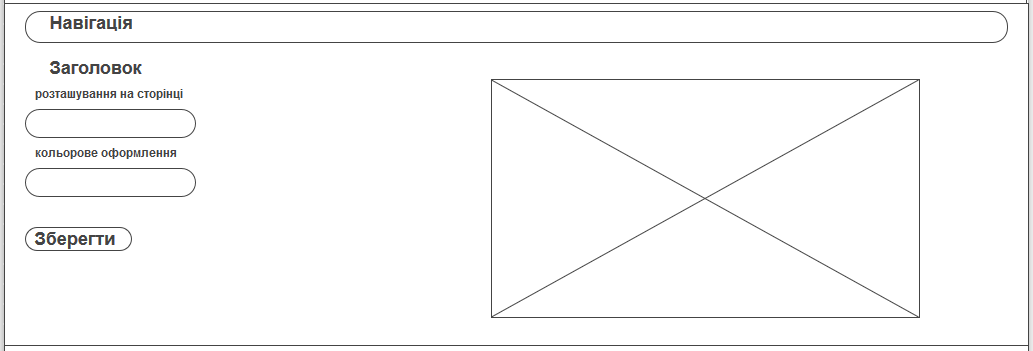 Навігація
Заголовок
розташування на сторінці
кольорове оформлення
Зберегти